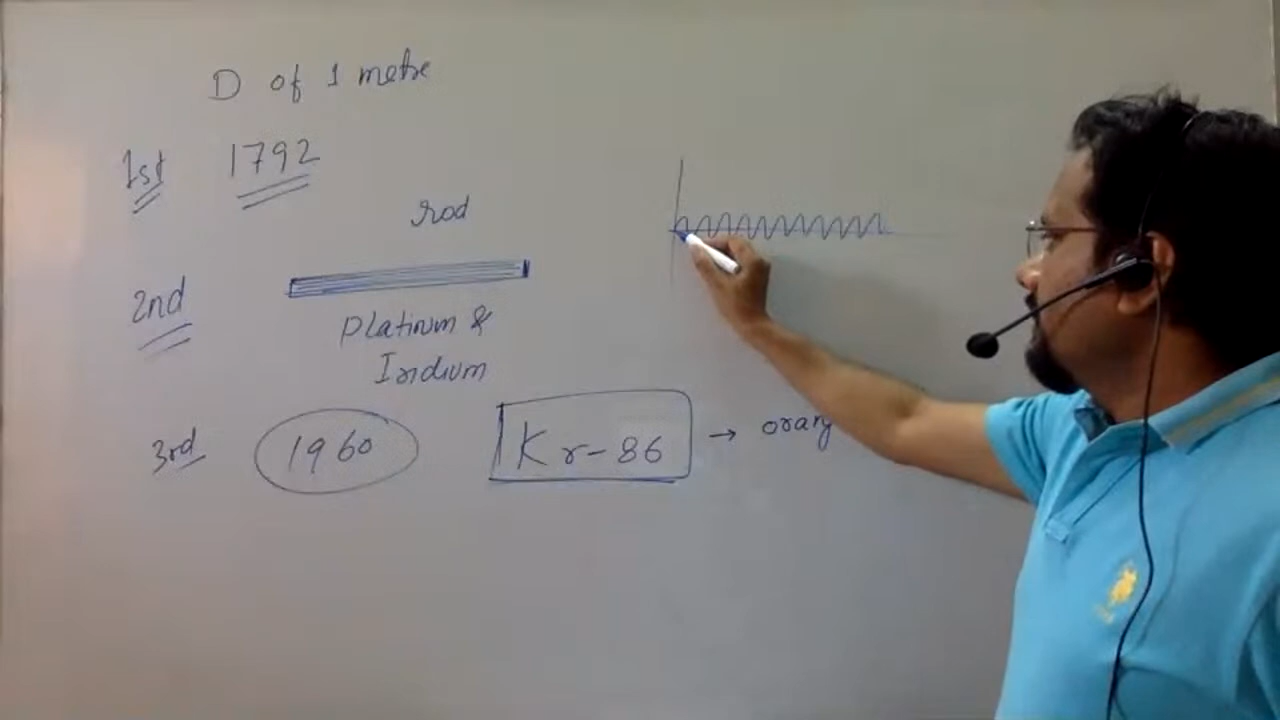 D of 1 metre
1st 1792
rod
2nd
Platinum &
Iridium
3rd 1960 Kr-86 → orang